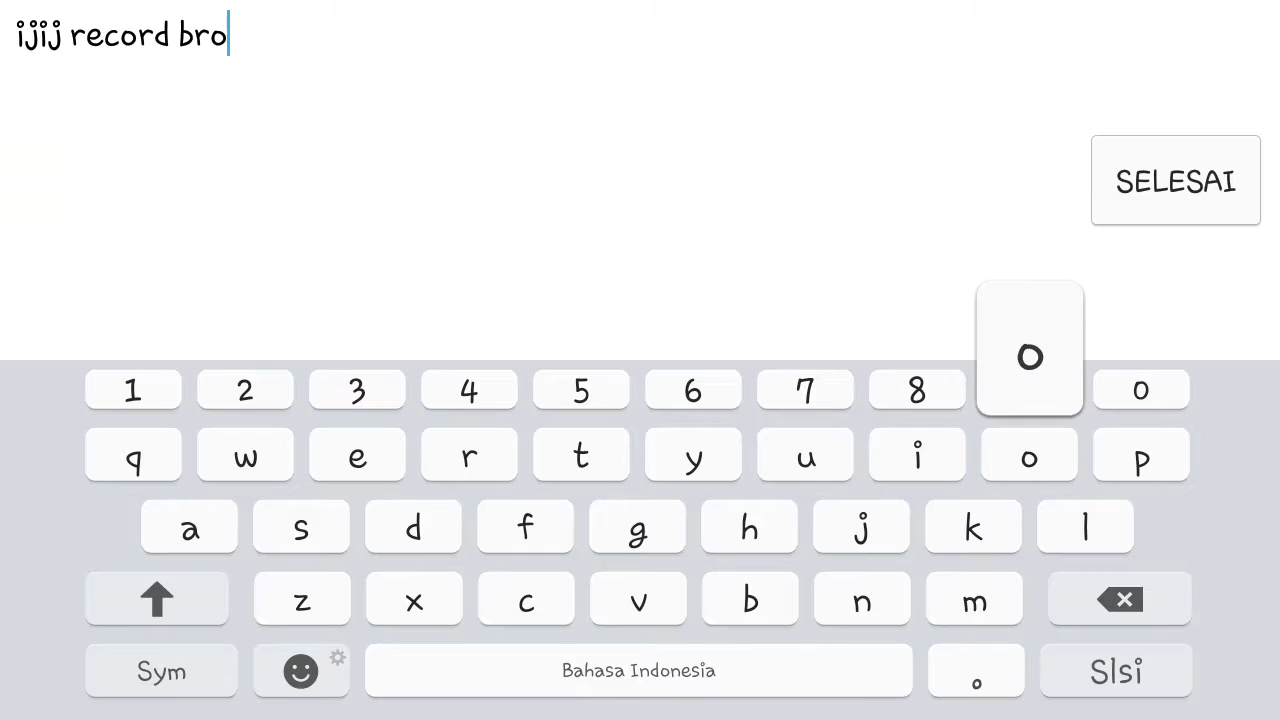 ijij record bro
SELESAI
o
1 2 3 4 5 6 7 8 0
q w e r t y u i o p
a s d f g h j k l
z x c v b n m
Sym Bahasa Indonesia . Slsi